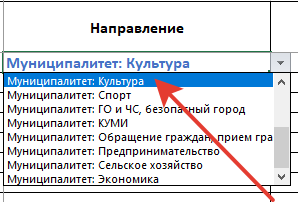 Направление
Муниципалитет: Культура
Муниципалитет: Культура
Муниципалитет: Спорт
Муниципалитет: ГО и ЧС, безопасный город
Муниципалитет: КУМИ
Муниципалитет: Обращение граждан, прием гра
Муниципалитет: Предпринимательство
Муниципалитет: Сельское хозяйство
Муниципалитет: Экономика